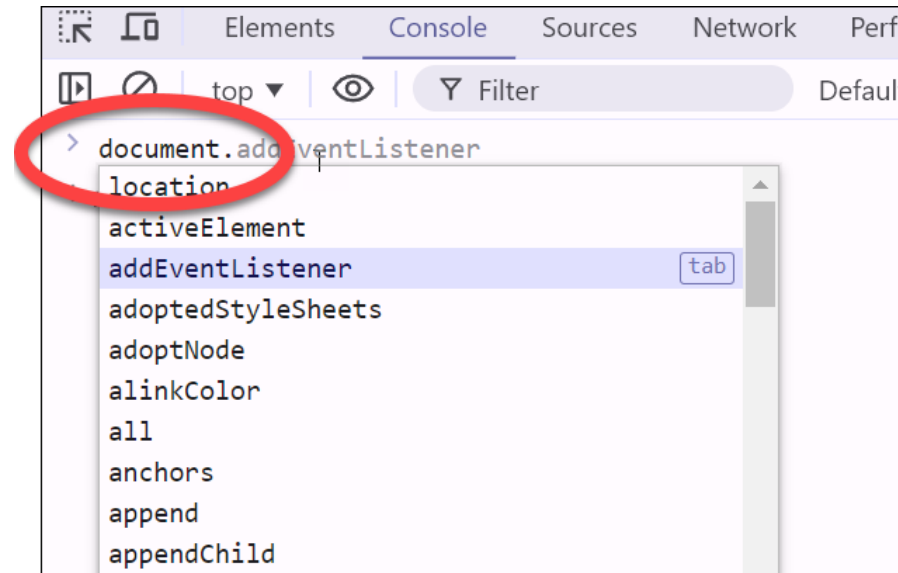 Elements Console Sources Network Perf
top Filter Defaul
document.addEventListener
location
activeElement
addEventListener tab
adoptedStyleSheets
adoptNode
alinkColor
all
anchors
append
appendChild